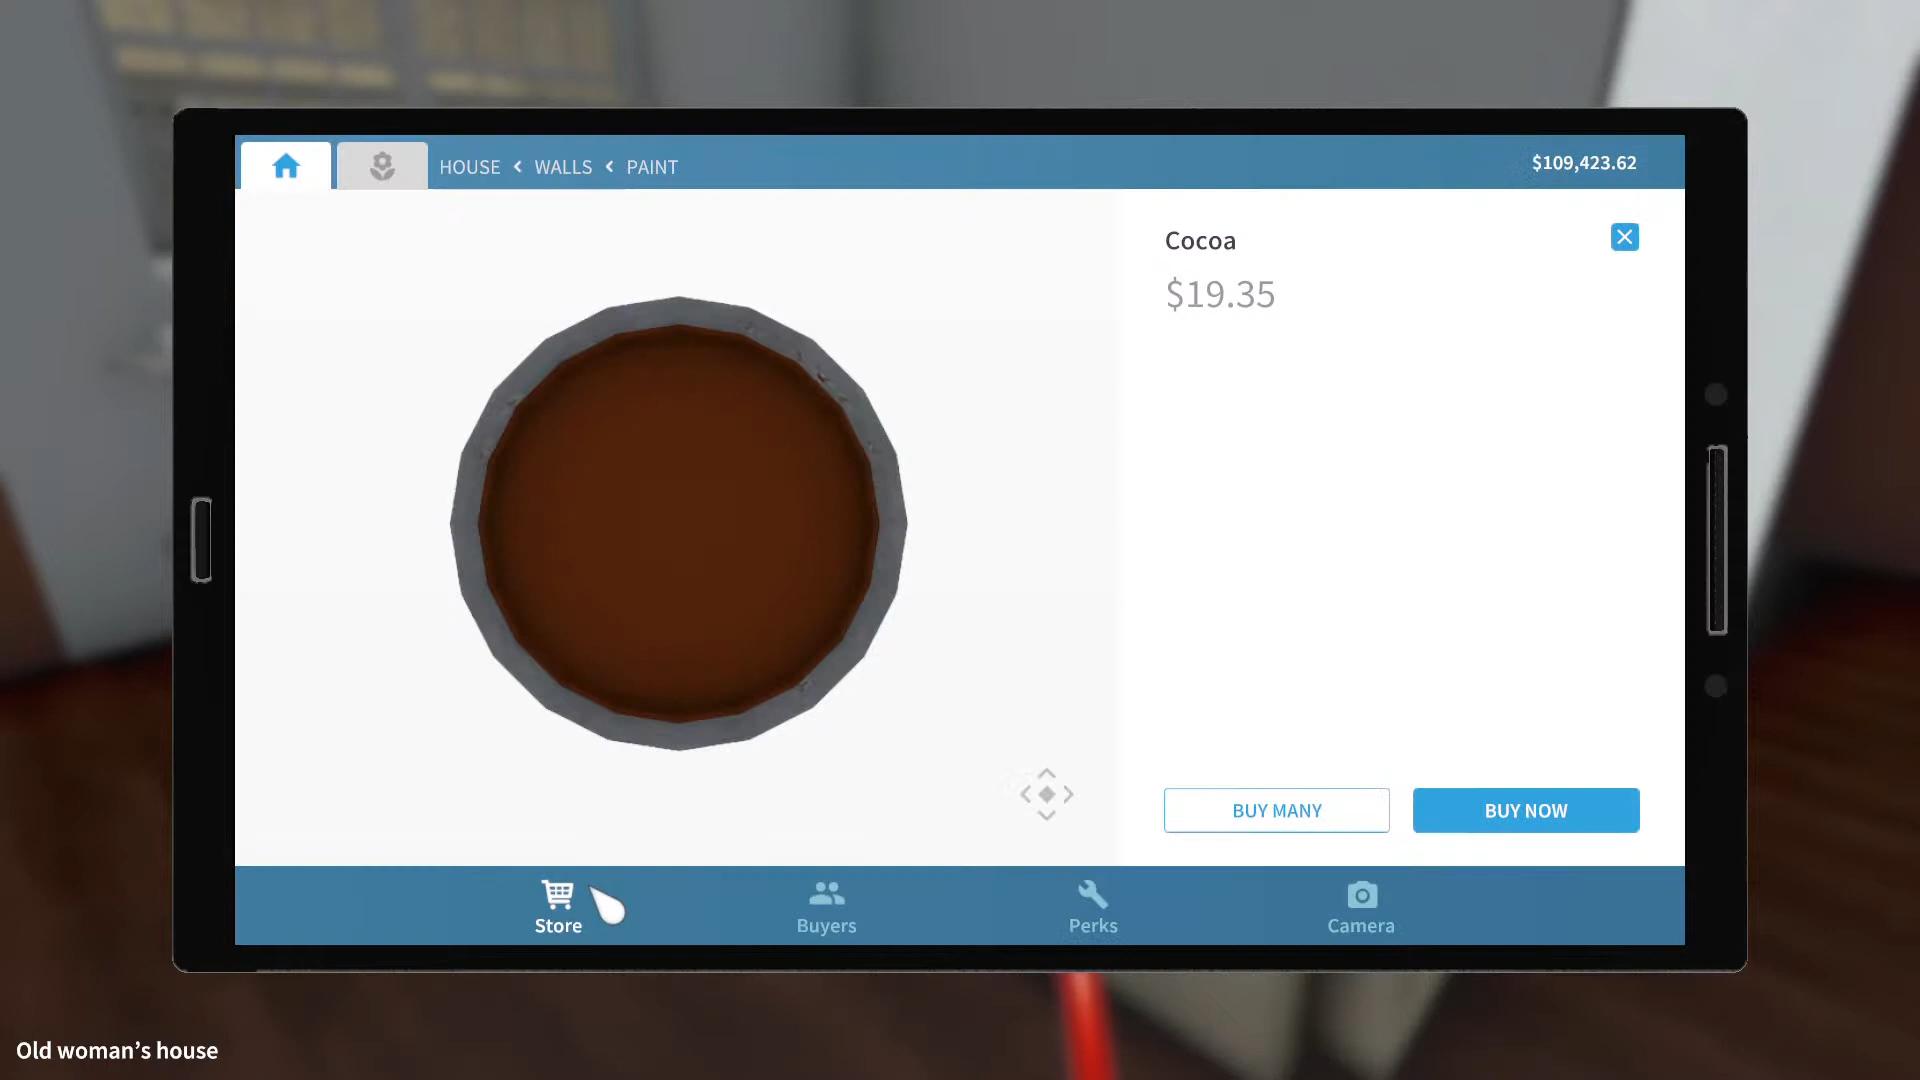 HOUSE < WALLS < PAINT
$109,423.62
Cocoa
$19.35
BUY MANY
BUY NOW
Store
Buyers
Perks
Camera
Old woman's house